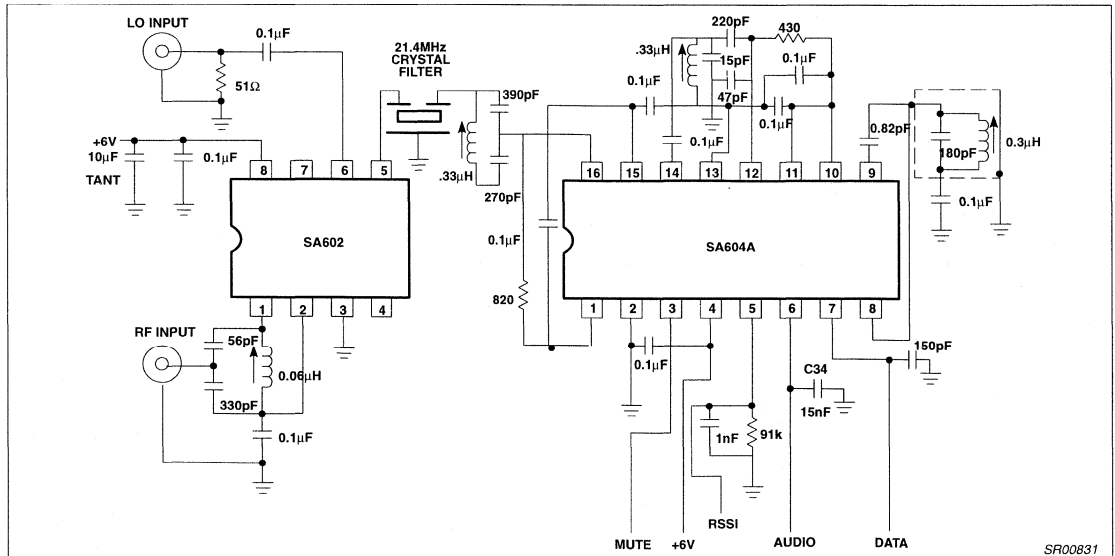 LO INPUT
0.1µF
51Ω
+6V
10µF
TANT
0.1µF
21.4MHz
CRYSTAL
FILTER
390pF
.33µH
270pF
8 7 6 5
SA602
1 2 3 4
RF INPUT
56pF
0.06µH
330pF
0.1µF
220pF
430
.33µH
15pF
0.1µF
0.1µF
47pF
0.1µF
0.1µF
0.82pF
180pF
0.3µH
0.1µF
16 15 14 13 12 11 10 9
SA604A
0.1µF
820
1 2 3 4 5 6 7 8
0.1µF
150pF
C34
15nF
1nF
91k
RSSI
MUTE +6V AUDIO DATA
SR00831